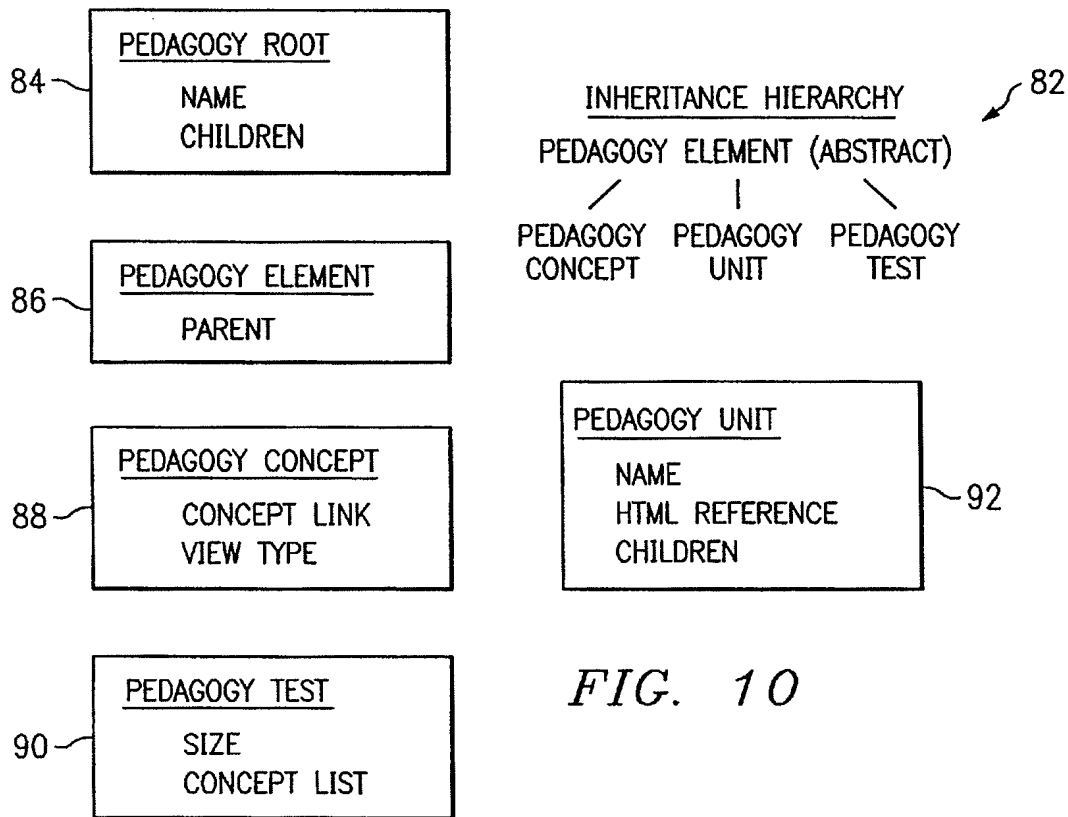 PEDAGOGY ROOT
84
NAME
CHILDREN
82
INHERITANCE HIERARCHY
PEDAGOGY ELEMENT (ABSTRACT)
PEDAGOGY CONCEPT
PEDAGOGY UNIT
PEDAGOGY TEST
PEDAGOGY ELEMENT
86
PARENT
PEDAGOGY CONCEPT
88
CONCEPT LINK
VIEW TYPE
PEDAGOGY UNIT
NAME
HTML REFERENCE
CHILDREN
92
PEDAGOGY TEST
90
SIZE
CONCEPT LIST
FIG. 10